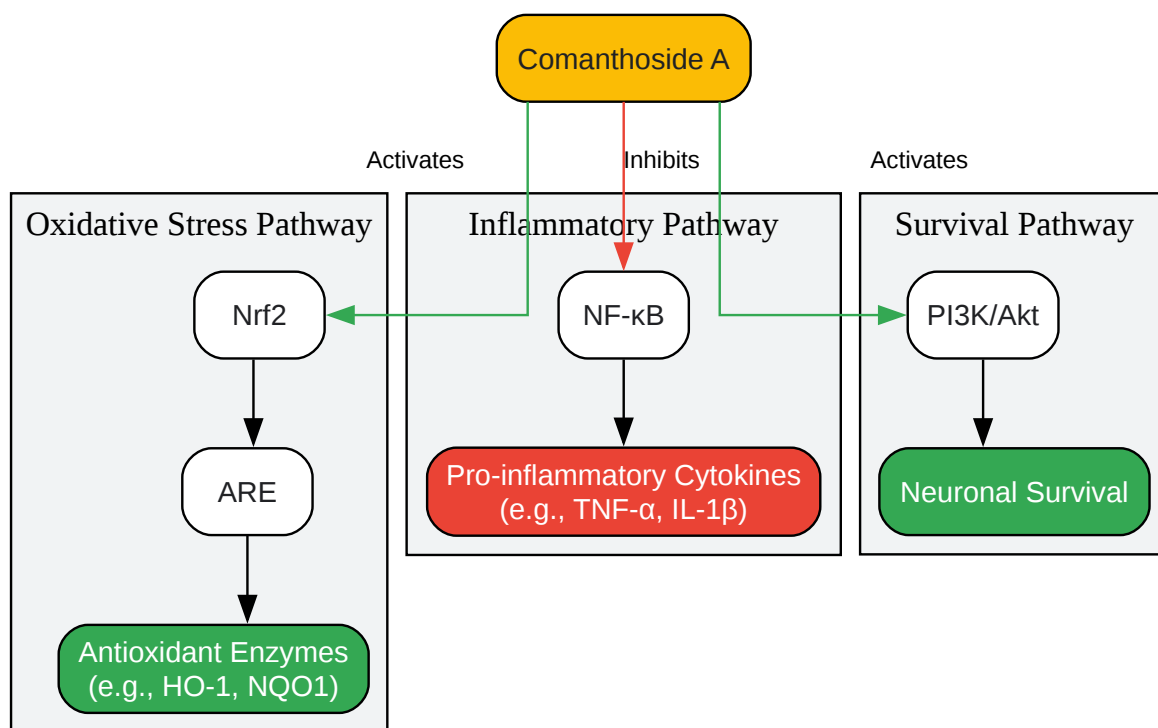 Comanthoside A
Activates
Inhibits
Activates
Oxidative Stress Pathway
Inflammatory Pathway
Survival Pathway
Nrf2
NF-κB
PI3K/Akt
ARE
Pro-inflammatory Cytokines
(e.g., TNF-α, IL-1β)
Neuronal Survival
Antioxidant Enzymes
(e.g., HO-1, NQO1)